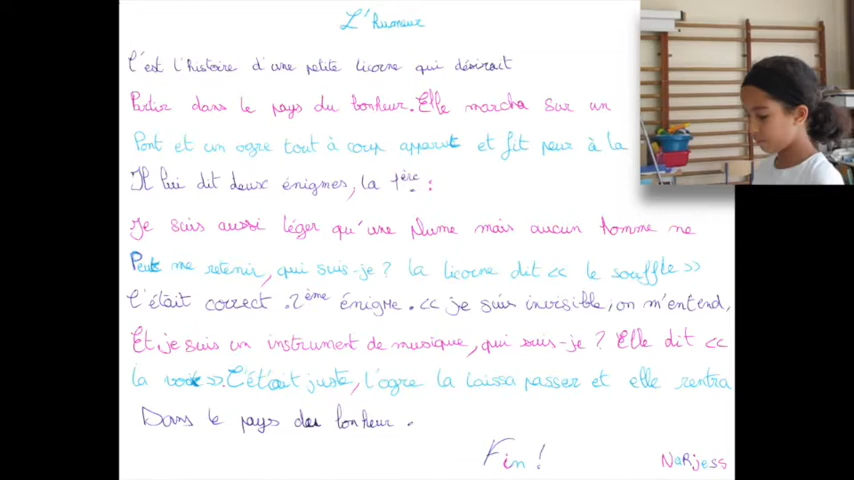 L'humeur
C'est l'histoire d'une petite licorne qui désirait
Partir dans le pays du bonheur. Elle marcha sur un
Pont et un ogre tout à coup apparut et fit peur à la
Il lui dit deux énigmes, la 1ère :
Je suis aussi léger qu'une plume mais aucun homme ne
Peut me retenir, qui suis-je ? la licorne dit << le souffle >>
C'était correct . 2ème énigme . << je suis invisible, on m'entend,
Et je suis un instrument de musique, qui suis-je ? Elle dit <<
la voix >>. C'était juste, l'ogre la laissa passer et elle rentra
Dans le pays du bonheur .
Fin !
NaRjess